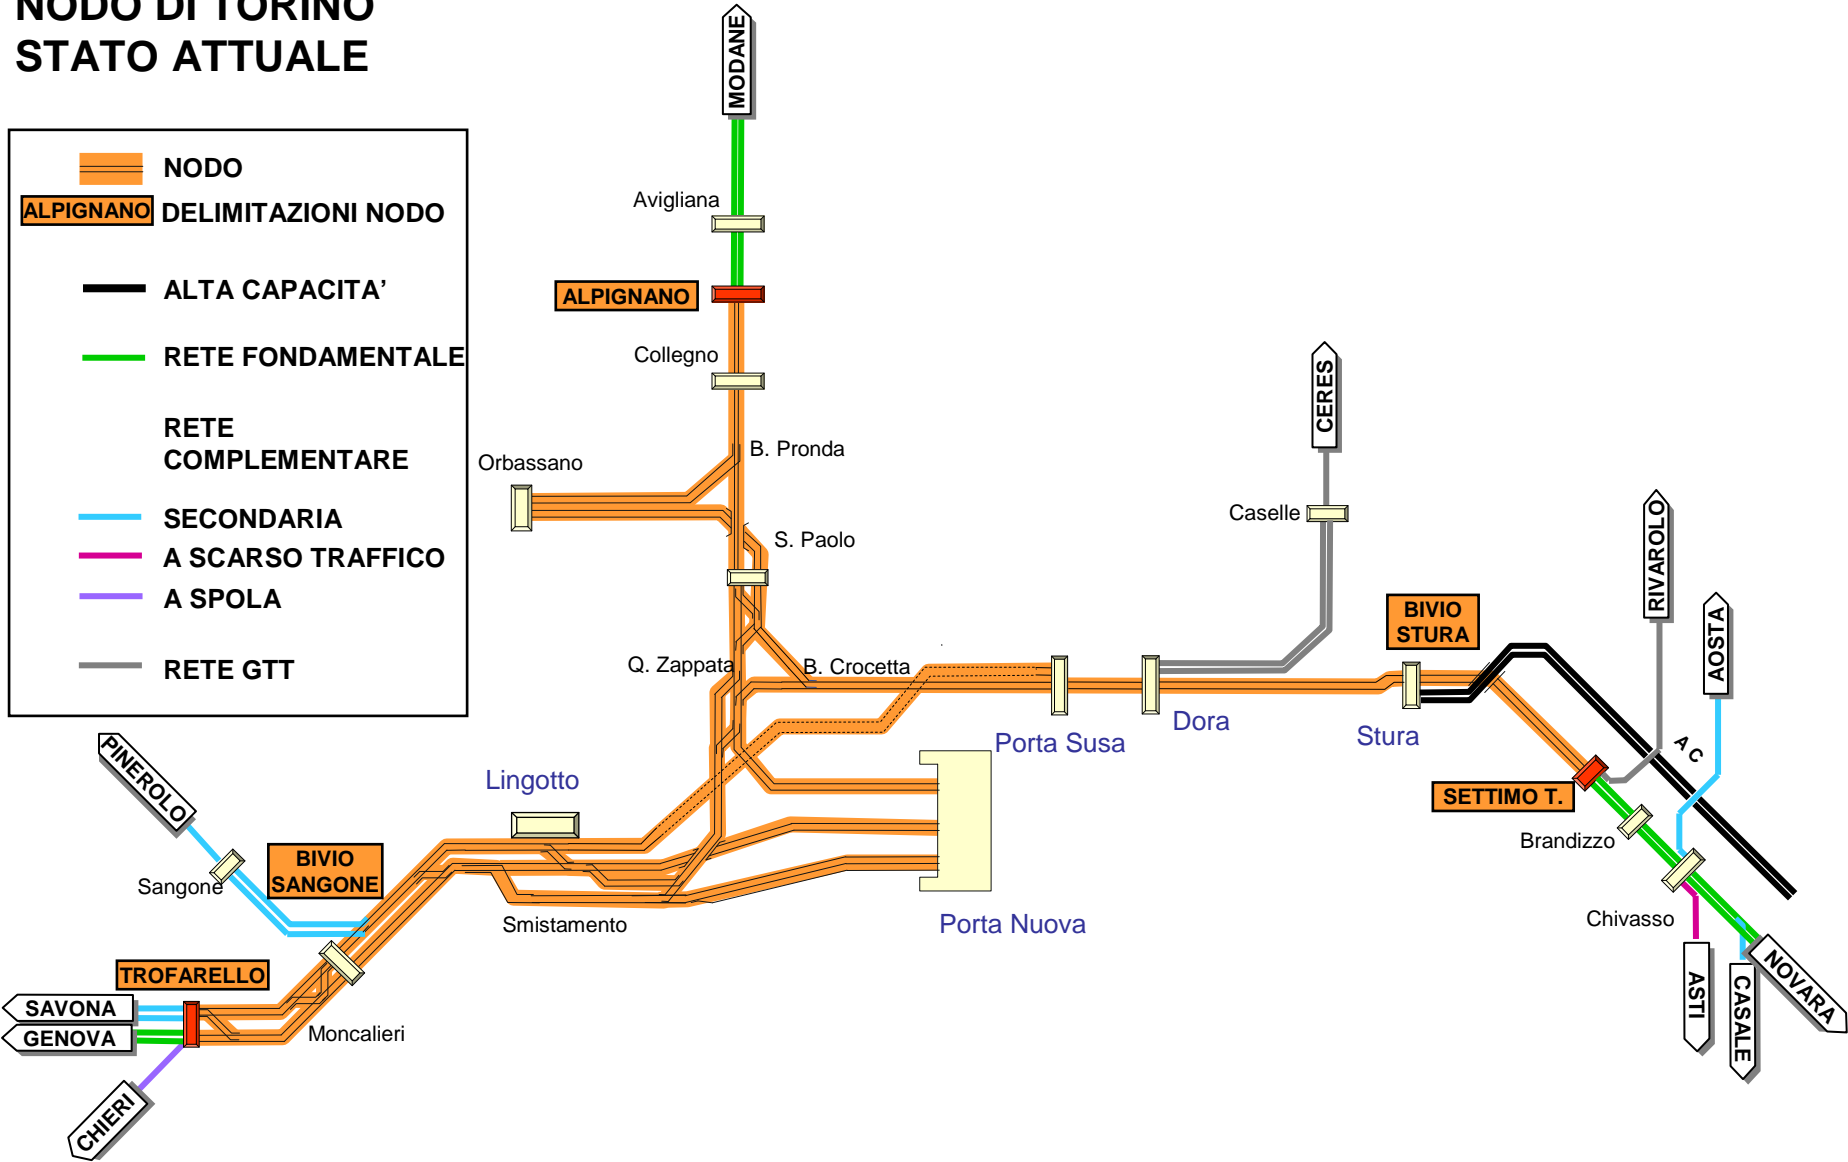 NODO DI TORINO
STATO ATTUALE
NODO
ALPIGNANO
DELIMITAZIONI NODO
ALTA CAPACITA’
RETE FONDAMENTALE
RETE
COMPLEMENTARE
SECONDARIA
A SCARSO TRAFFICO
A SPOLA
RETE GTT
MODANE
Avigliana
ALPIGNANO
Collegno
B. Pronda
Orbassano
S. Paolo
Q. Zappata
B. Crocetta
CERES
Caselle
RIVAROLO
AOSTA
BIVIO
STURA
Porta Susa
Dora
Stura
A C
SETTIMO T.
Brandizzo
Chivasso
ASTI
CASALE
NOVARA
PINEROLO
Sangone
BIVIO
SANGONE
Lingotto
Smistamento
Porta Nuova
TROFARELLO
SAVONA
GENOVA
Moncalieri
CHIERI